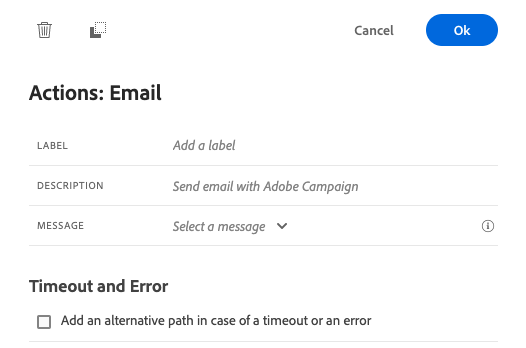 Cancel Ok
Actions: Email
LABEL Add a label
DESCRIPTION Send email with Adobe Campaign
MESSAGE Select a message
Timeout and Error
Add an alternative path in case of a timeout or an error